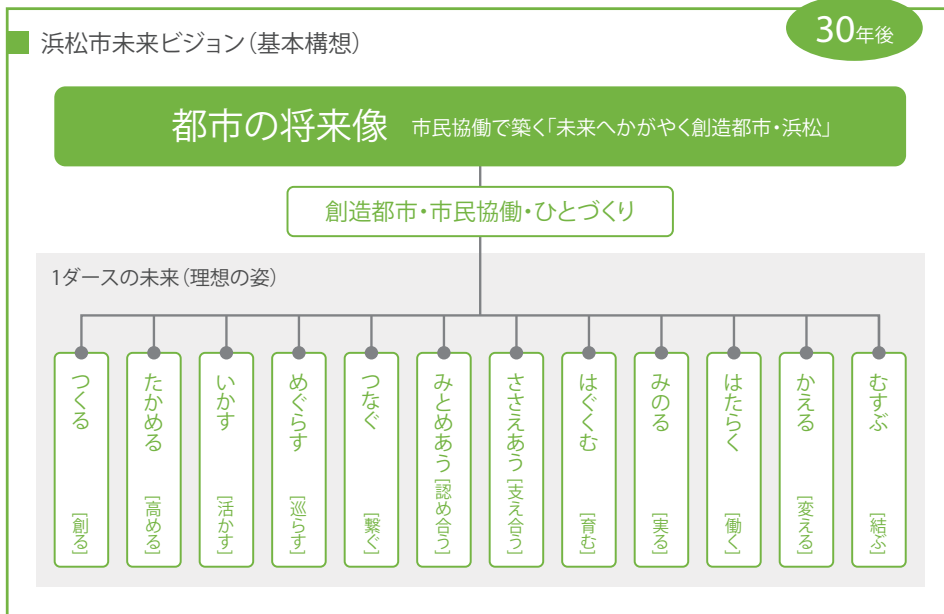 浜松市未来ビジョン(基本構想)
30年後
都市の将来像 市民協働で築く「未来へかがやく創造都市・浜松」
創造都市・市民協働・ひとづくり
1ダースの未来(理想の姿)
つくる [創る]
たかめる [高める]
いかす [活かす]
めぐらす [巡らす]
つなぐ [繋ぐ]
みとめあう [認め合う]
ささえあう [支え合う]
はぐくむ [育む]
みのる [実る]
はたらく [働く]
かえる [変える]
むすぶ [結ぶ]